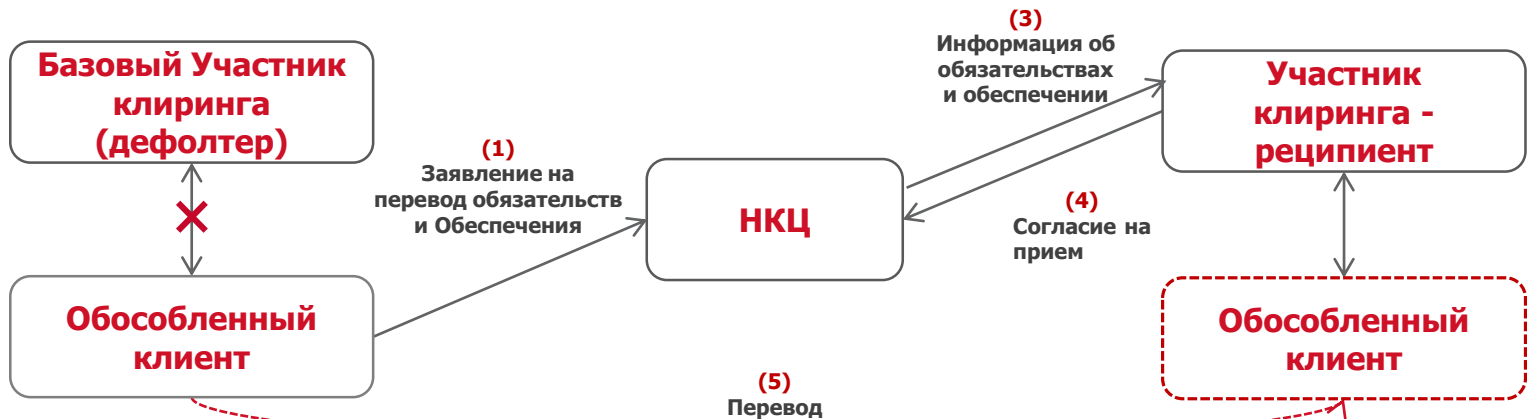 Базовый Участник
клиринга
(дефолтер)
(1)
Заявление на
перевод обязательств
и Обеспечения
Обособленный
клиент
НКЦ
(3)
Информация об
обязательствах
и обеспечении
(4)
Согласие на
прием
Участник
клиринга -
реципиент
Обособленный
клиент
(5)
Перевод